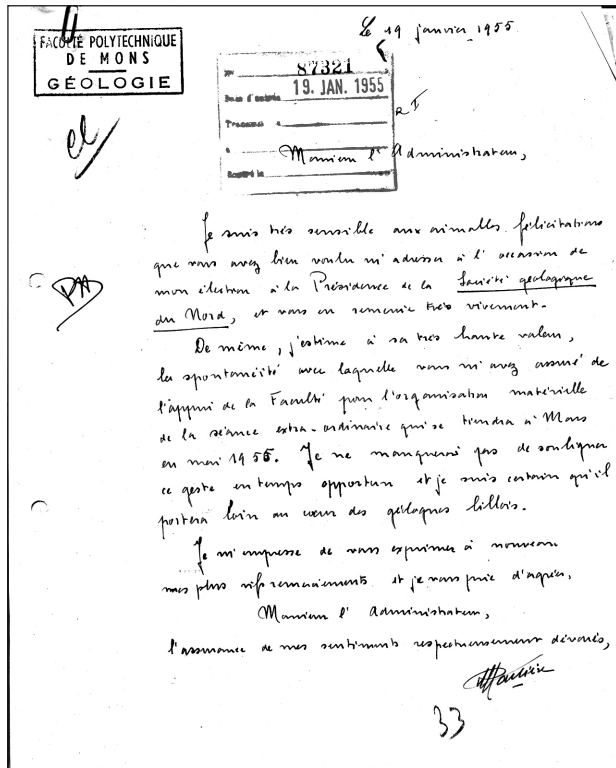 Le 19 janvier 1955
FACULTÉ POLYTECHNIQUE
DE MONS
GÉOLOGIE
87321
19. JAN. 1955
Monsieur l'Administrateur,
Je suis très sensible aux aimables félicitations
que vous avez bien voulu m'adresser à l'occasion de
mon élection à la Présidence de la Société géologique
du Nord, et vous en remercie très vivement.
De même, j'estime à sa très haute valeur,
la spontanéité avec laquelle vous m'avez assuré de
l'appui de la Faculté pour l'organisation matérielle
de la séance extra-ordinaire qui se tiendra à Mons
en mai 1955. Je ne manquerai pas de souligner
ce geste en temps opportun et je suis certain qu'il
portera loin au cœur des géologues lillois.
Je m'empresse de vous exprimer à nouveau
mes plus vifs remerciements et je vous prie d'agréer,
Monsieur l'Administrateur,
l'assurance de mes sentiments respectueusement dévoués,
33